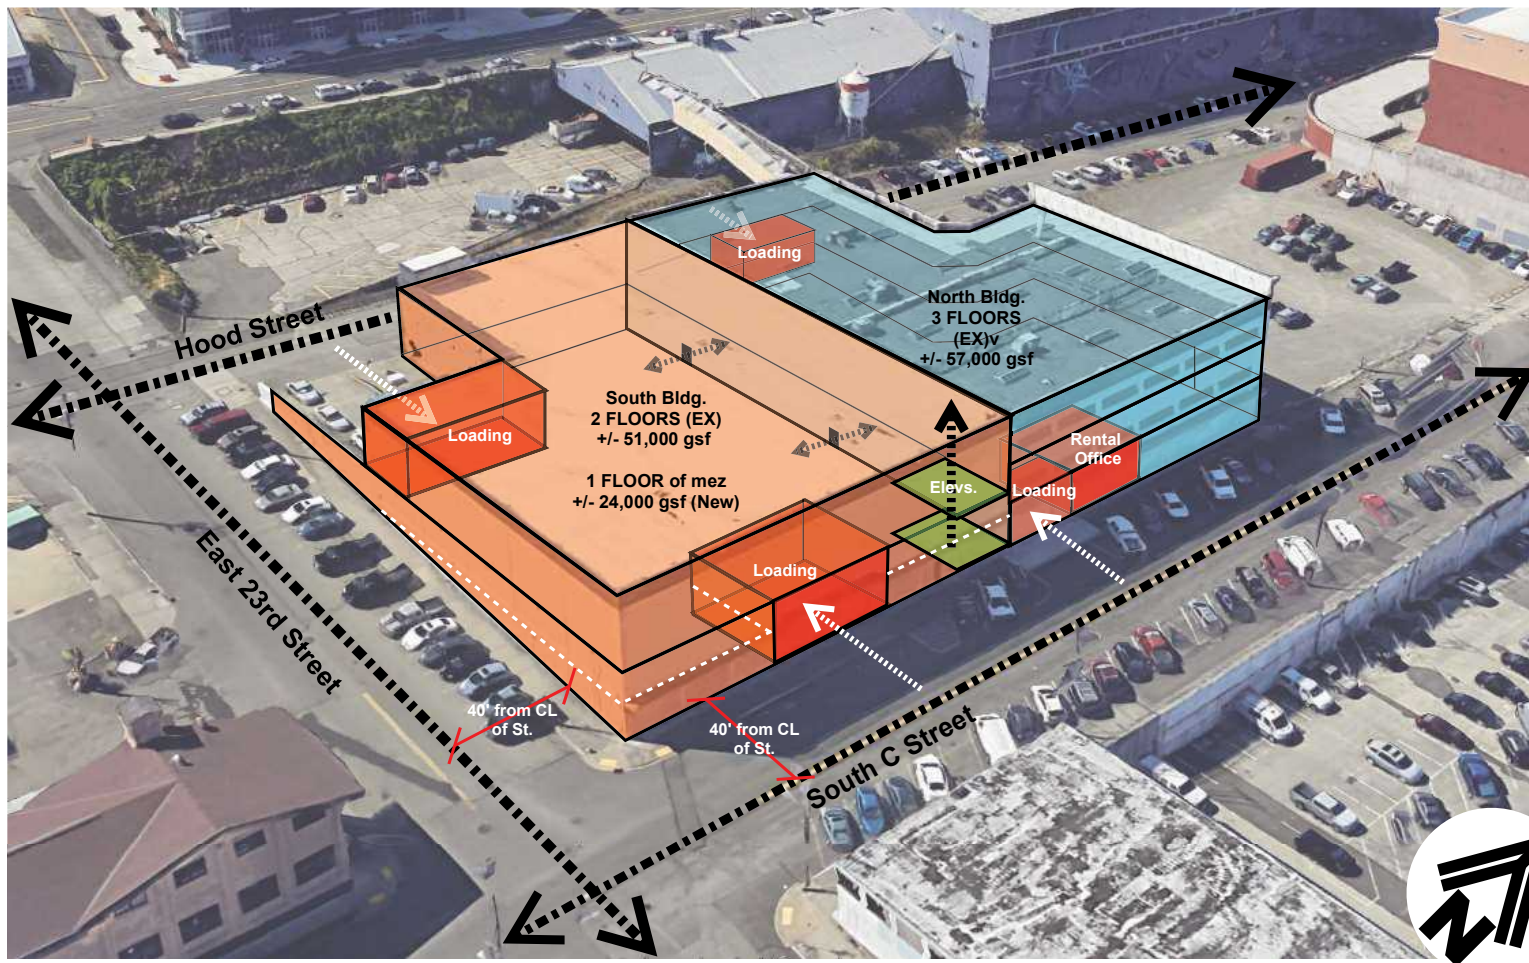 Loading
Hood Street
North Bldg.
3 FLOORS
(EX)v
+/- 57,000 gsf
South Bldg.
2 FLOORS (EX)
+/- 51,000 gsf
1 FLOOR of mez
+/- 24,000 gsf (New)
Loading
Rental
Office
Elevs.
Loading
Loading
East 23rd Street
40' from CL
of St.
40' from CL
of St.
South C Street
N